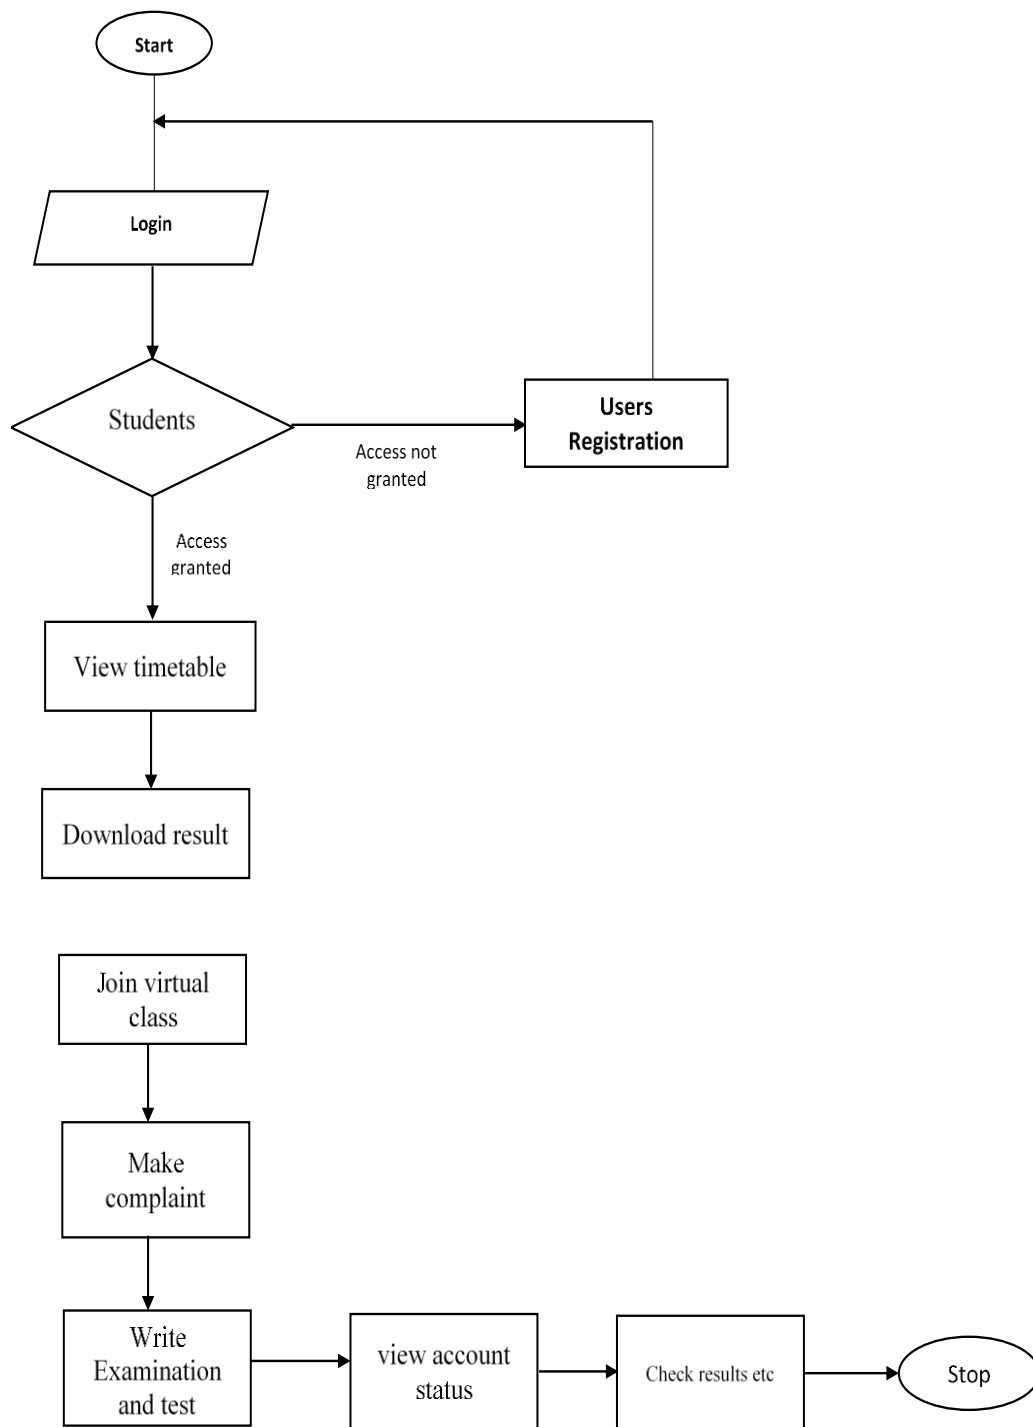 Start
Login
Students
Users
Registration
Access not
granted
Access
granted
View timetable
Download result
Join virtual
class
Make
complaint
Write
Examination
and test
view account
status
Check results etc
Stop